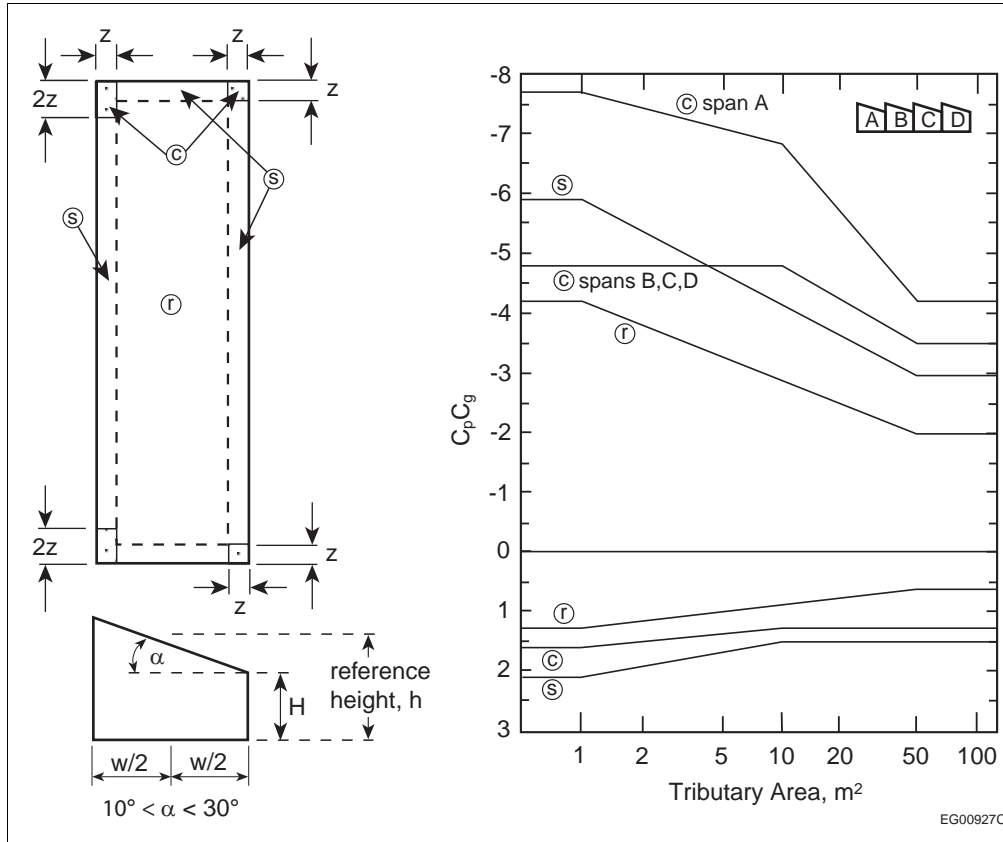 z
z
2z
z
ⓒ
ⓢ
ⓢ
ⓡ
2z
z
z
α
H
reference
height, h
w/2
w/2
10° < α < 30°
CpCg
-8
-7
-6
-5
-4
-3
-2
-1
0
1
2
3
ⓒ span A
A B C D
ⓢ
ⓒ spans B,C,D
ⓡ
ⓡ
ⓒ
ⓢ
1 2 5 10 20 50 100
Tributary Area, m²
EG00927C